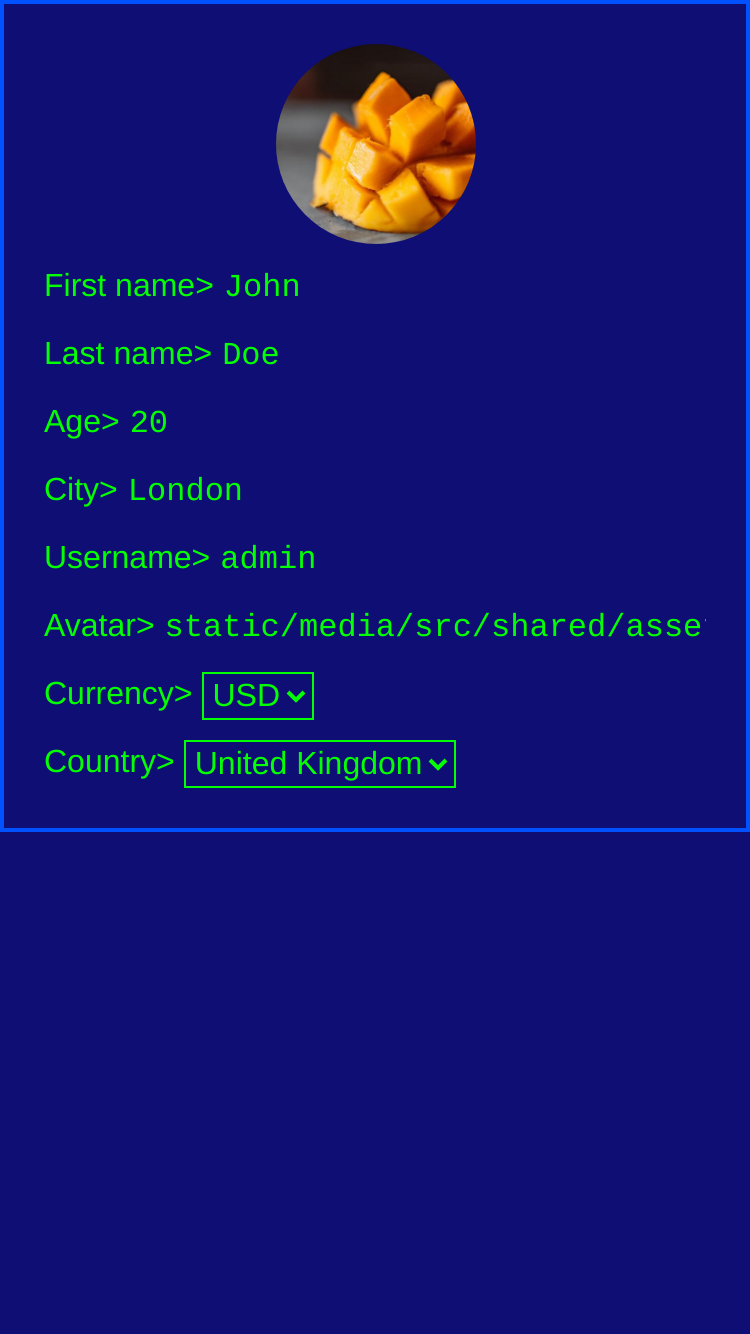 First name> John
Last name> Doe
Age> 20
City> London
Username> admin
Avatar> static/media/src/shared/asse
Currency> USD
Country> United Kingdom